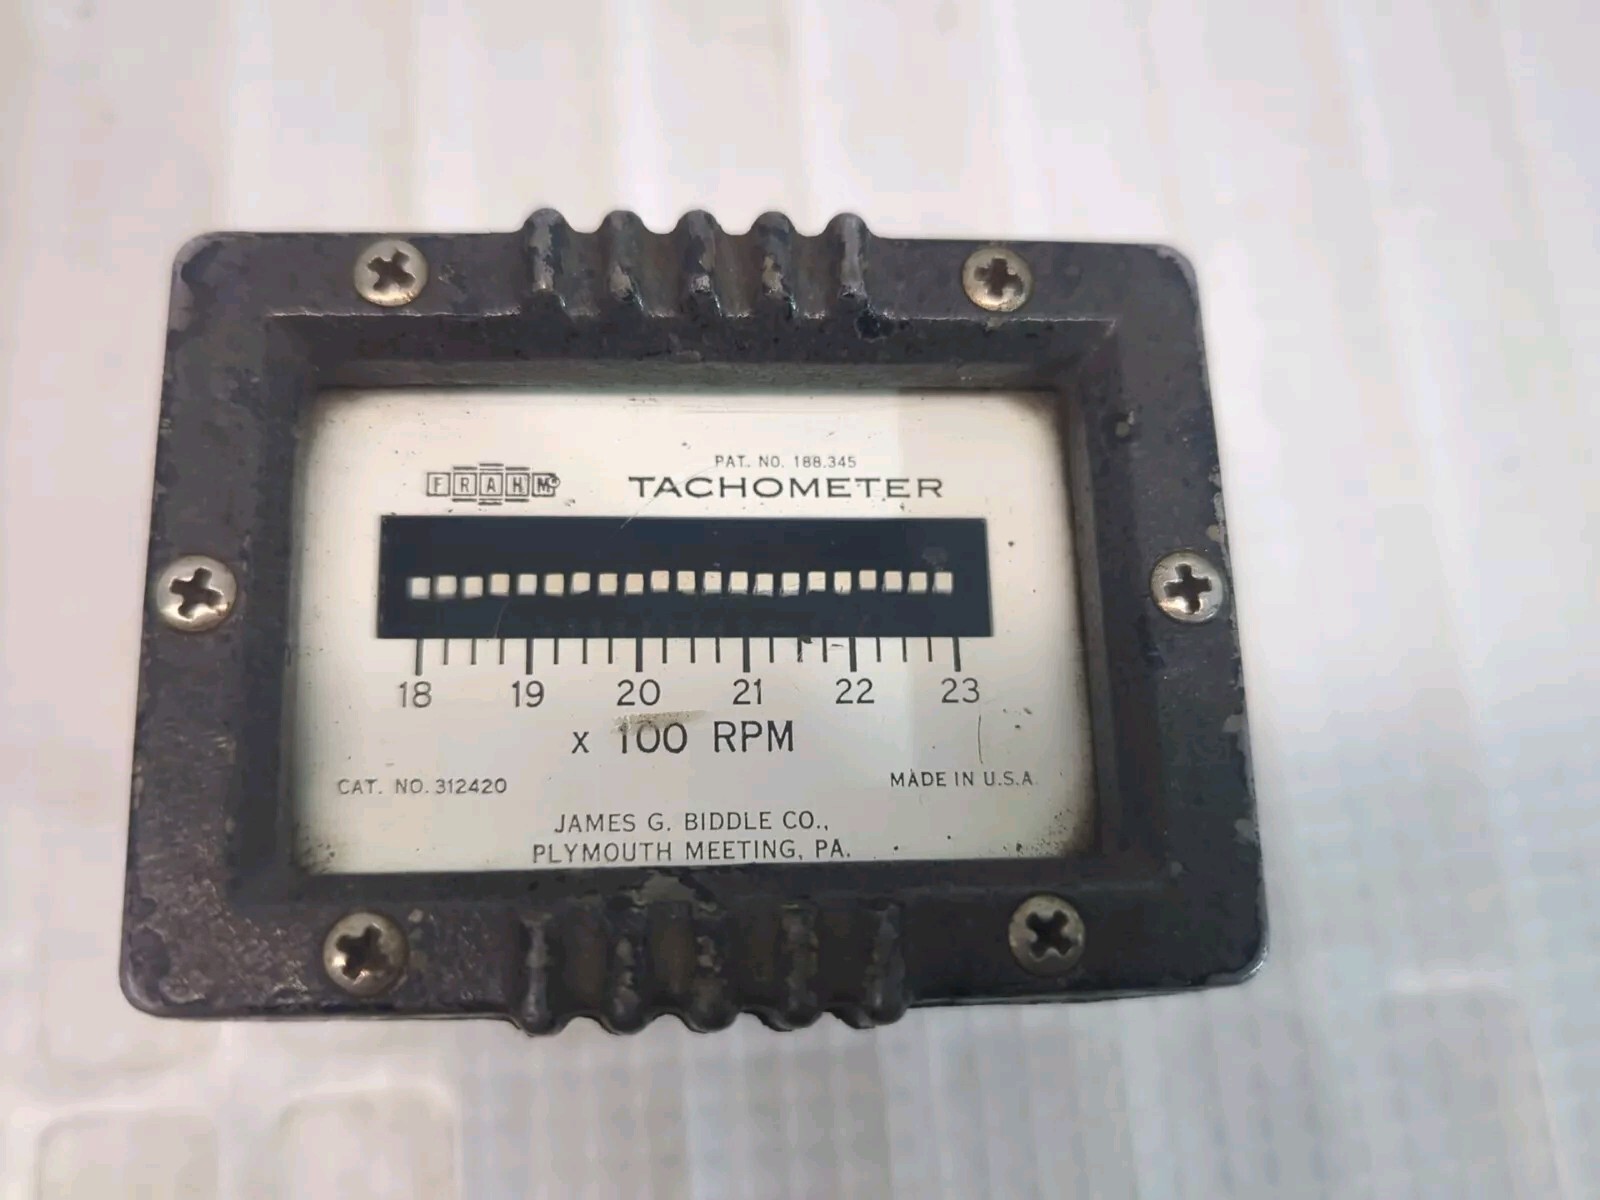 PAT. NO. 188.345
FRAHM®
TACHOMETER
18 19 20 21 22 23
x 100 RPM
CAT. NO. 312420
MADE IN U.S.A.
JAMES G. BIDDLE CO.,
PLYMOUTH MEETING, PA.